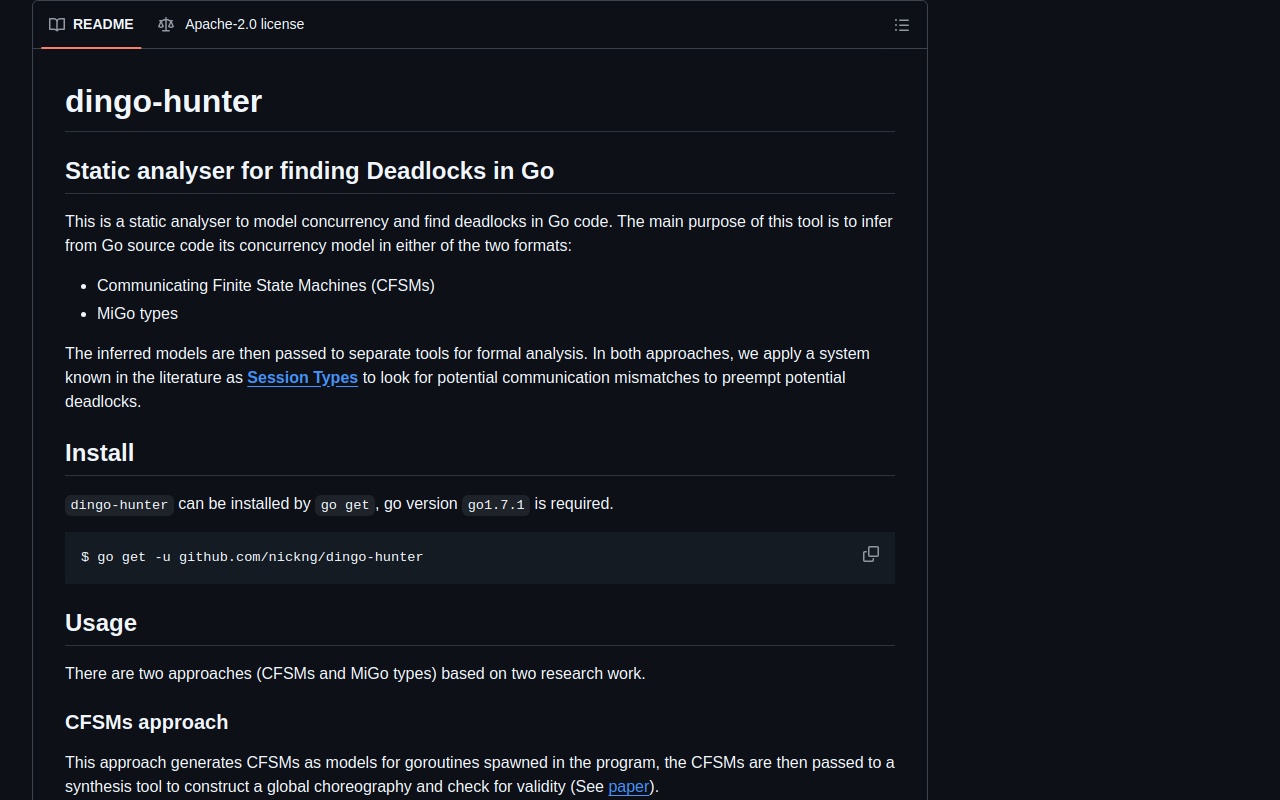 README
Apache-2.0 license
dingo-hunter
Static analyser for finding Deadlocks in Go
This is a static analyser to model concurrency and find deadlocks in Go code. The main purpose of this tool is to infer
from Go source code its concurrency model in either of the two formats:
Communicating Finite State Machines (CFSMs)
MiGo types
The inferred models are then passed to separate tools for formal analysis. In both approaches, we apply a system
known in the literature as Session Types to look for potential communication mismatches to preempt potential
deadlocks.
Install
dingo-hunter can be installed by go get, go version go1.7.1 is required.
$ go get -u github.com/nickng/dingo-hunter
Usage
There are two approaches (CFSMs and MiGo types) based on two research work.
CFSMs approach
This approach generates CFSMs as models for goroutines spawned in the program, the CFSMs are then passed to a
synthesis tool to construct a global choreography and check for validity (See paper).